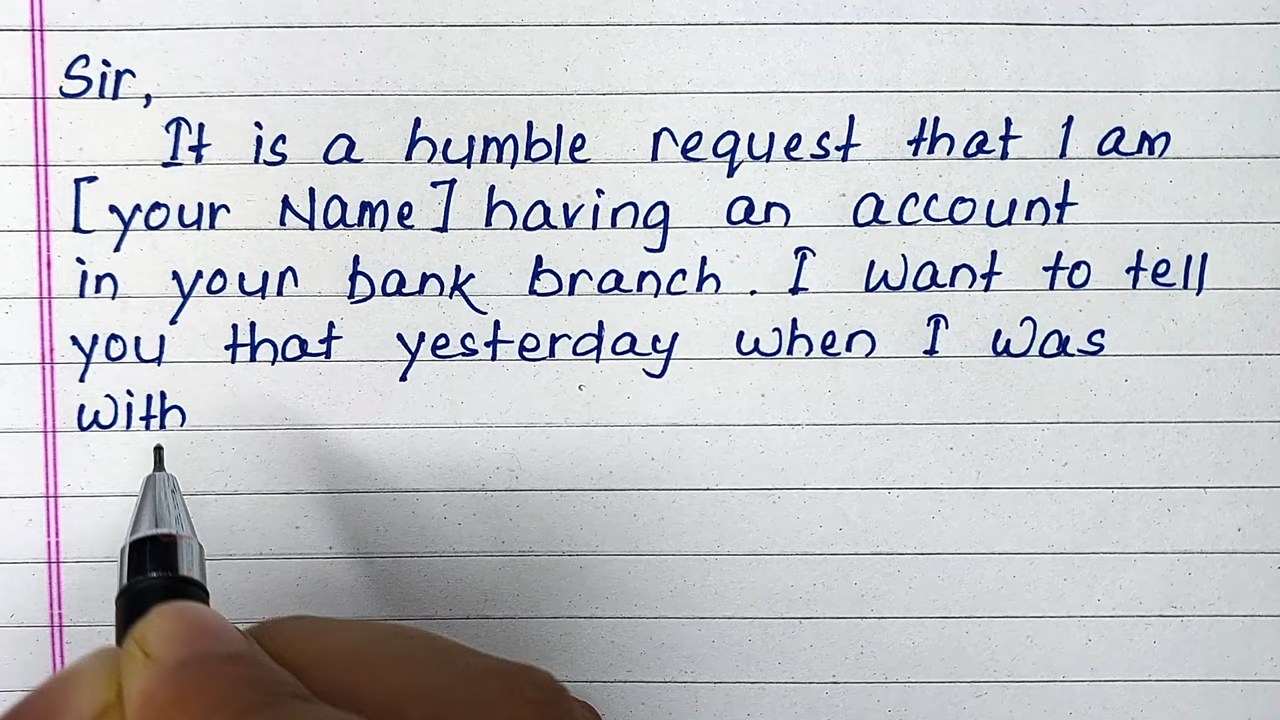 Sir,
It is a humble request that I am
[your Name] having an account
in your bank branch. I want to tell
you that yesterday when I was
with